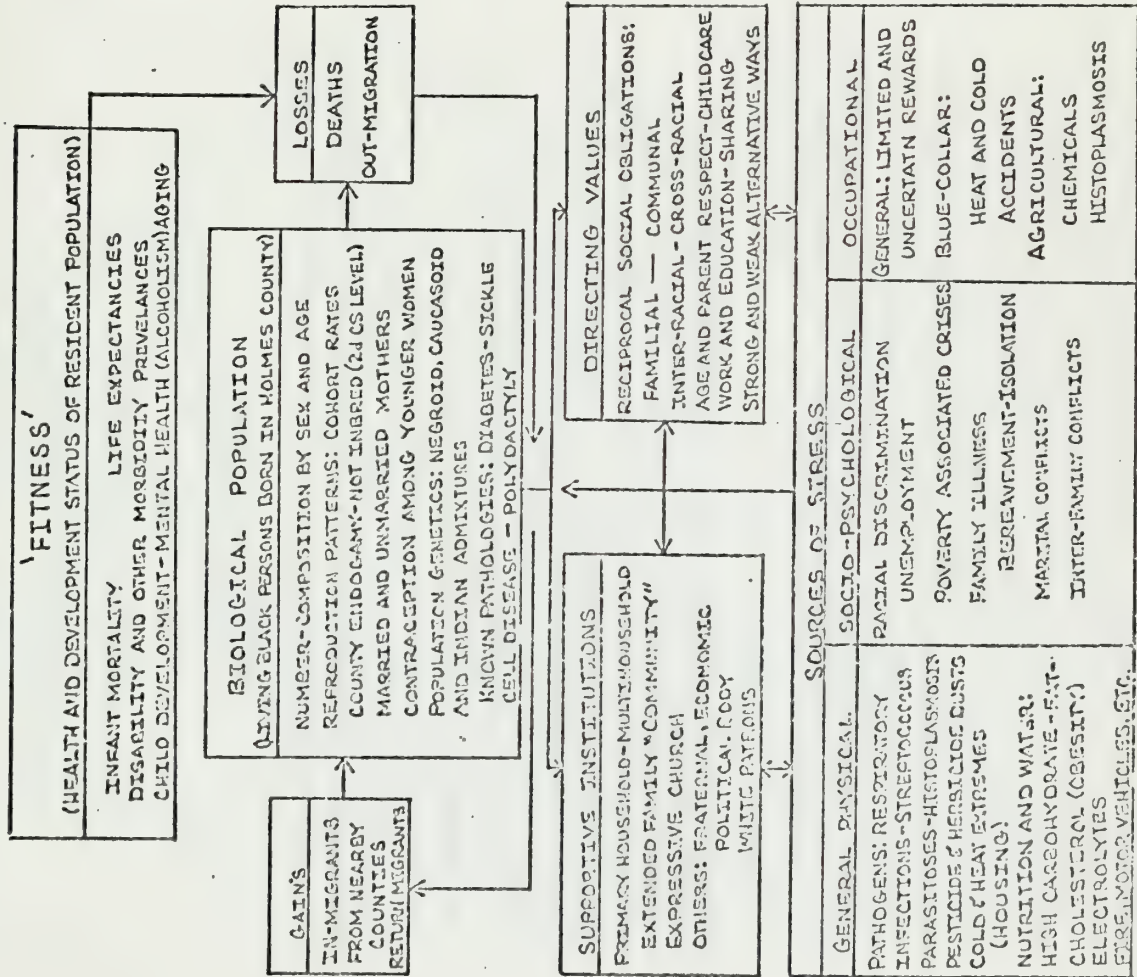 'FITNESS'
(HEALTH AND DEVELOPMENT STATUS OF RESIDENT POPULATION)
INFANT MORTALITY LIFE EXPECTANCIES
DISABILITY AND OTHER MORBIDIIY PREVELANCES
CHILD DEVELOPMENT-MENTAL HEALTH (ALCOHOLISM) AGING
GAINS
IN-MIGRANTS
FROM NEARBY
COUNTIES
RETURN MIGRANTS
BIOLOGICAL POPULATION
(LIVING BLACK PERSONS BORN IN HOLMES COUNTY)
NUMBER-COMPOSITION BY SEX AND AGE
REPRODUCTION PATTERNS: COHORT RATES
COUNTY ENDOGAMY-NOT INBRED (2d CS LEVEL)
MARRIED AND UNMARRIED MOTHERS
CONTRACEPTION AMONG YOUNGER WOMEN
POPULATION GENETICS: NEGROID, CAUCASOID
AND INDIAN ADMIXTURES
KNOWN PATHOLOGIES: DIABETES-SICKLE
CELL DISEASE - POLYDACTYLY
LOSSES
DEATHS
OUT-MIGRATION
SUPPORTIVE INSTITUTIONS
PRIMARY HOUSEHOLD-MULTIHOUSEHOLD
EXTENDED FAMILY "COMMUNITY"
EXPRESSIVE CHURCH
OTHERS: FRATERNAL, ECONOMIC
POLITICAL BODY
WHITE PATRONS
DIRECTING VALUES
RECIPROCAL SOCIAL OBLIGATIONS:
FAMILIAL — COMMUNAL
INTER-RACIAL-CROSS-RACIAL
AGE AND PARENT RESPECT-CHILDCARE
WORK AND EDUCATION-SHARING
STRONG AND WEAK ALTERNATIVE WAYS
SOURCES OF STRESS
GENERAL PHYSICAL
PATHOGENS: RESPIRATORY
INFECTIONS-STREPTOCOCCUS
PARASITOSES-HISTOPLASMOSIS
PESTICIDE & HERBICIDE DUSTS
COLD & HEAT EXTREMES
(HOUSING)
NUTRITION AND WATER:
HIGH CARBOHYDRATE-FAT-
CHOLESTEROL (OBESITY)
ELECTROLYTES
FIRE, MOTOR VEHICLES, ETC.
SOCIO-PSYCHOLOGICAL
RACIAL DISCRIMINATION
UNEMPLOYMENT
POVERTY ASSOCIATED CRISES
FAMILY ILLNESS
BEREAVEMENT-ISOLATION
MARITAL CONFLICTS
INTER-FAMILY CONFLICTS
OCCUPATIONAL
GENERAL: LIMITED AND
UNCERTAIN REWARDS
BLUE-COLLAR:
HEAT AND COLD
ACCIDENTS
AGRICULTURAL:
CHEMICALS
HISTOPLASMOSIS